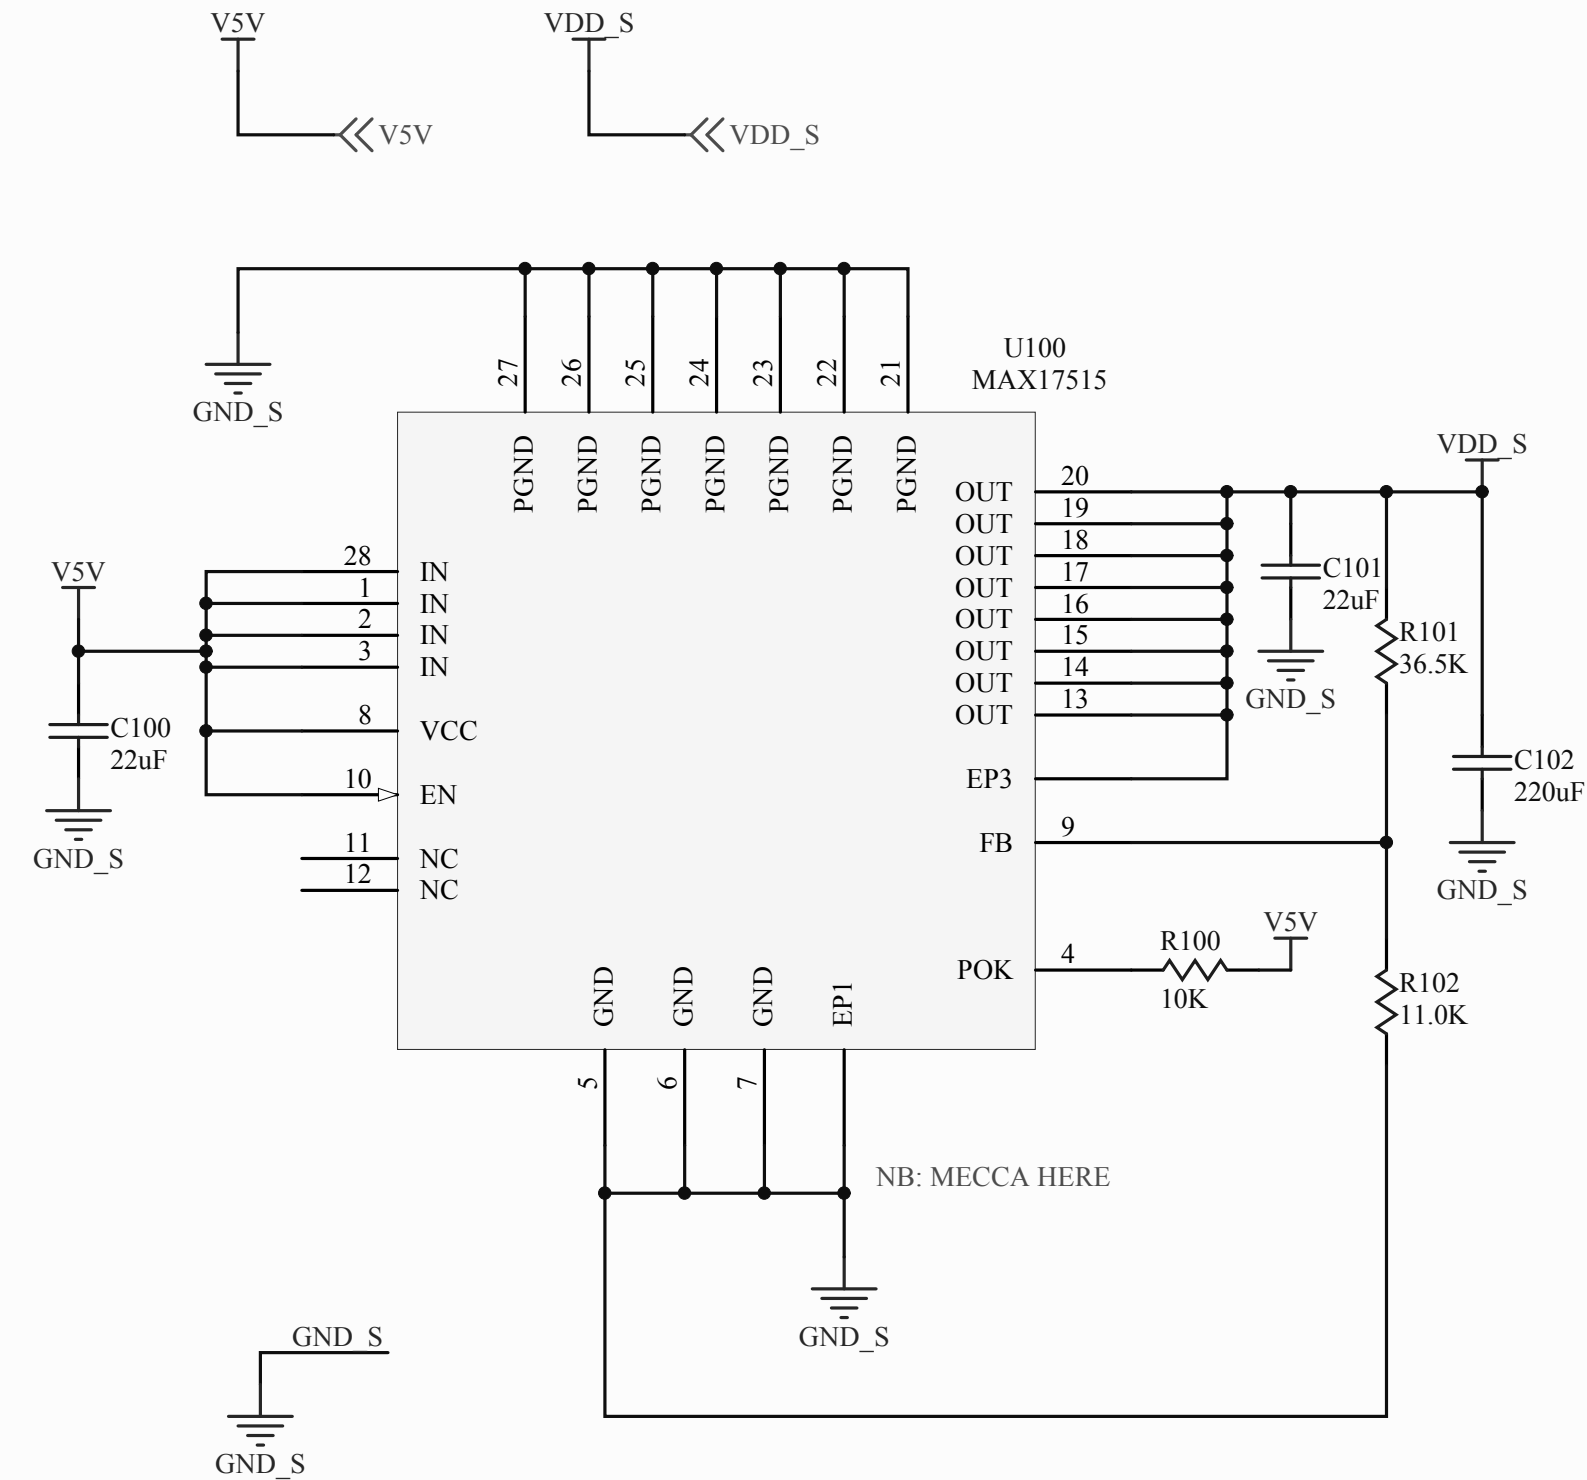 V5V
VDD_S
V5V
VDD_S
27
26
25
24
23
22
21
U100
MAX17515
GND_S
PGND
PGND
PGND
PGND
PGND
PGND
PGND
VDD_S
OUT 20
OUT 19
OUT 18
OUT 17
OUT 16
OUT 15
OUT 14
OUT 13
EP3
FB 9
POK 4
V5V
28 IN
1 IN
2 IN
3 IN
8 VCC
10 EN
11 NC
12 NC
C100
22uF
GND_S
C101
22uF
GND_S
R101
36.5K
C102
220uF
GND_S
V5V
R100
10K
R102
11.0K
GND
GND
GND
EP1
5
6
7
NB: MECCA HERE
GND_S
GND_S
GND_S